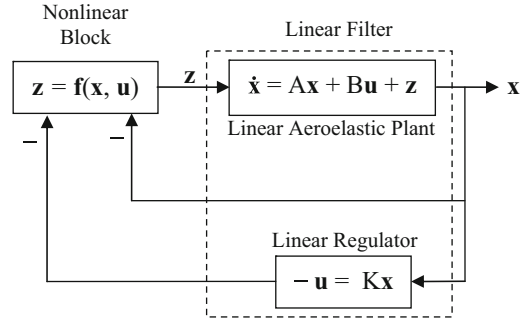 Nonlinear
Block
Linear Filter
z = f(x, u)
z
ẋ = Ax + Bu + z
x
Linear Aeroelastic Plant
−
−
Linear Regulator
− u = Kx